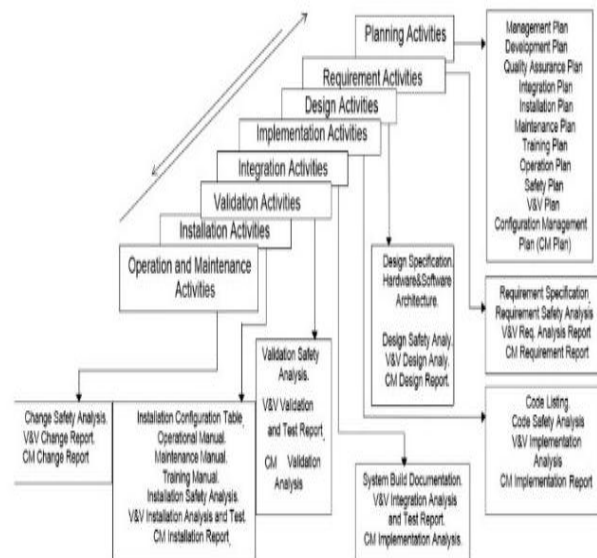 Planning Activities
Requirement Activities
Design Activities
Implementation Activities
Integration Activities
Validation Activities
Installation Activities
Operation and Maintenance
Activities
Management Plan
Development Plan
Quality Assurance Plan
Integration Plan
Installation Plan
Maintenance Plan
Training Plan
Operation Plan
Safety Plan
V&V Plan
Configuration Management
Plan (CM Plan)
Requirement Specification,
Requirement Safety Analysis
V&V Req. Analysis Report
CM Requirement Report
Design Specification.
Hardware&Software
Architecture.
Design Safety Analy.
V&V Design Analy.
CM Design Report.
Code Listing.
Code Safety Analysis
V&V Implementation
Analysis
CM Implementation Report
System Build Documentation.
V&V Integration Analysis
and Test Report.
CM Implementation Analysis.
Validation Safety
Analysis.
V&V Validation
and Test Report,
CM Validation
Analysis
Installation Configuration Table,
Operational Manual.
Maintenance Manual.
Training Manual.
Installation Safety Analysis.
V&V Installation Analysis and Test.
CM Installation Report,
Change Safety Analysis.
V&V Change Report.
CM Change Report